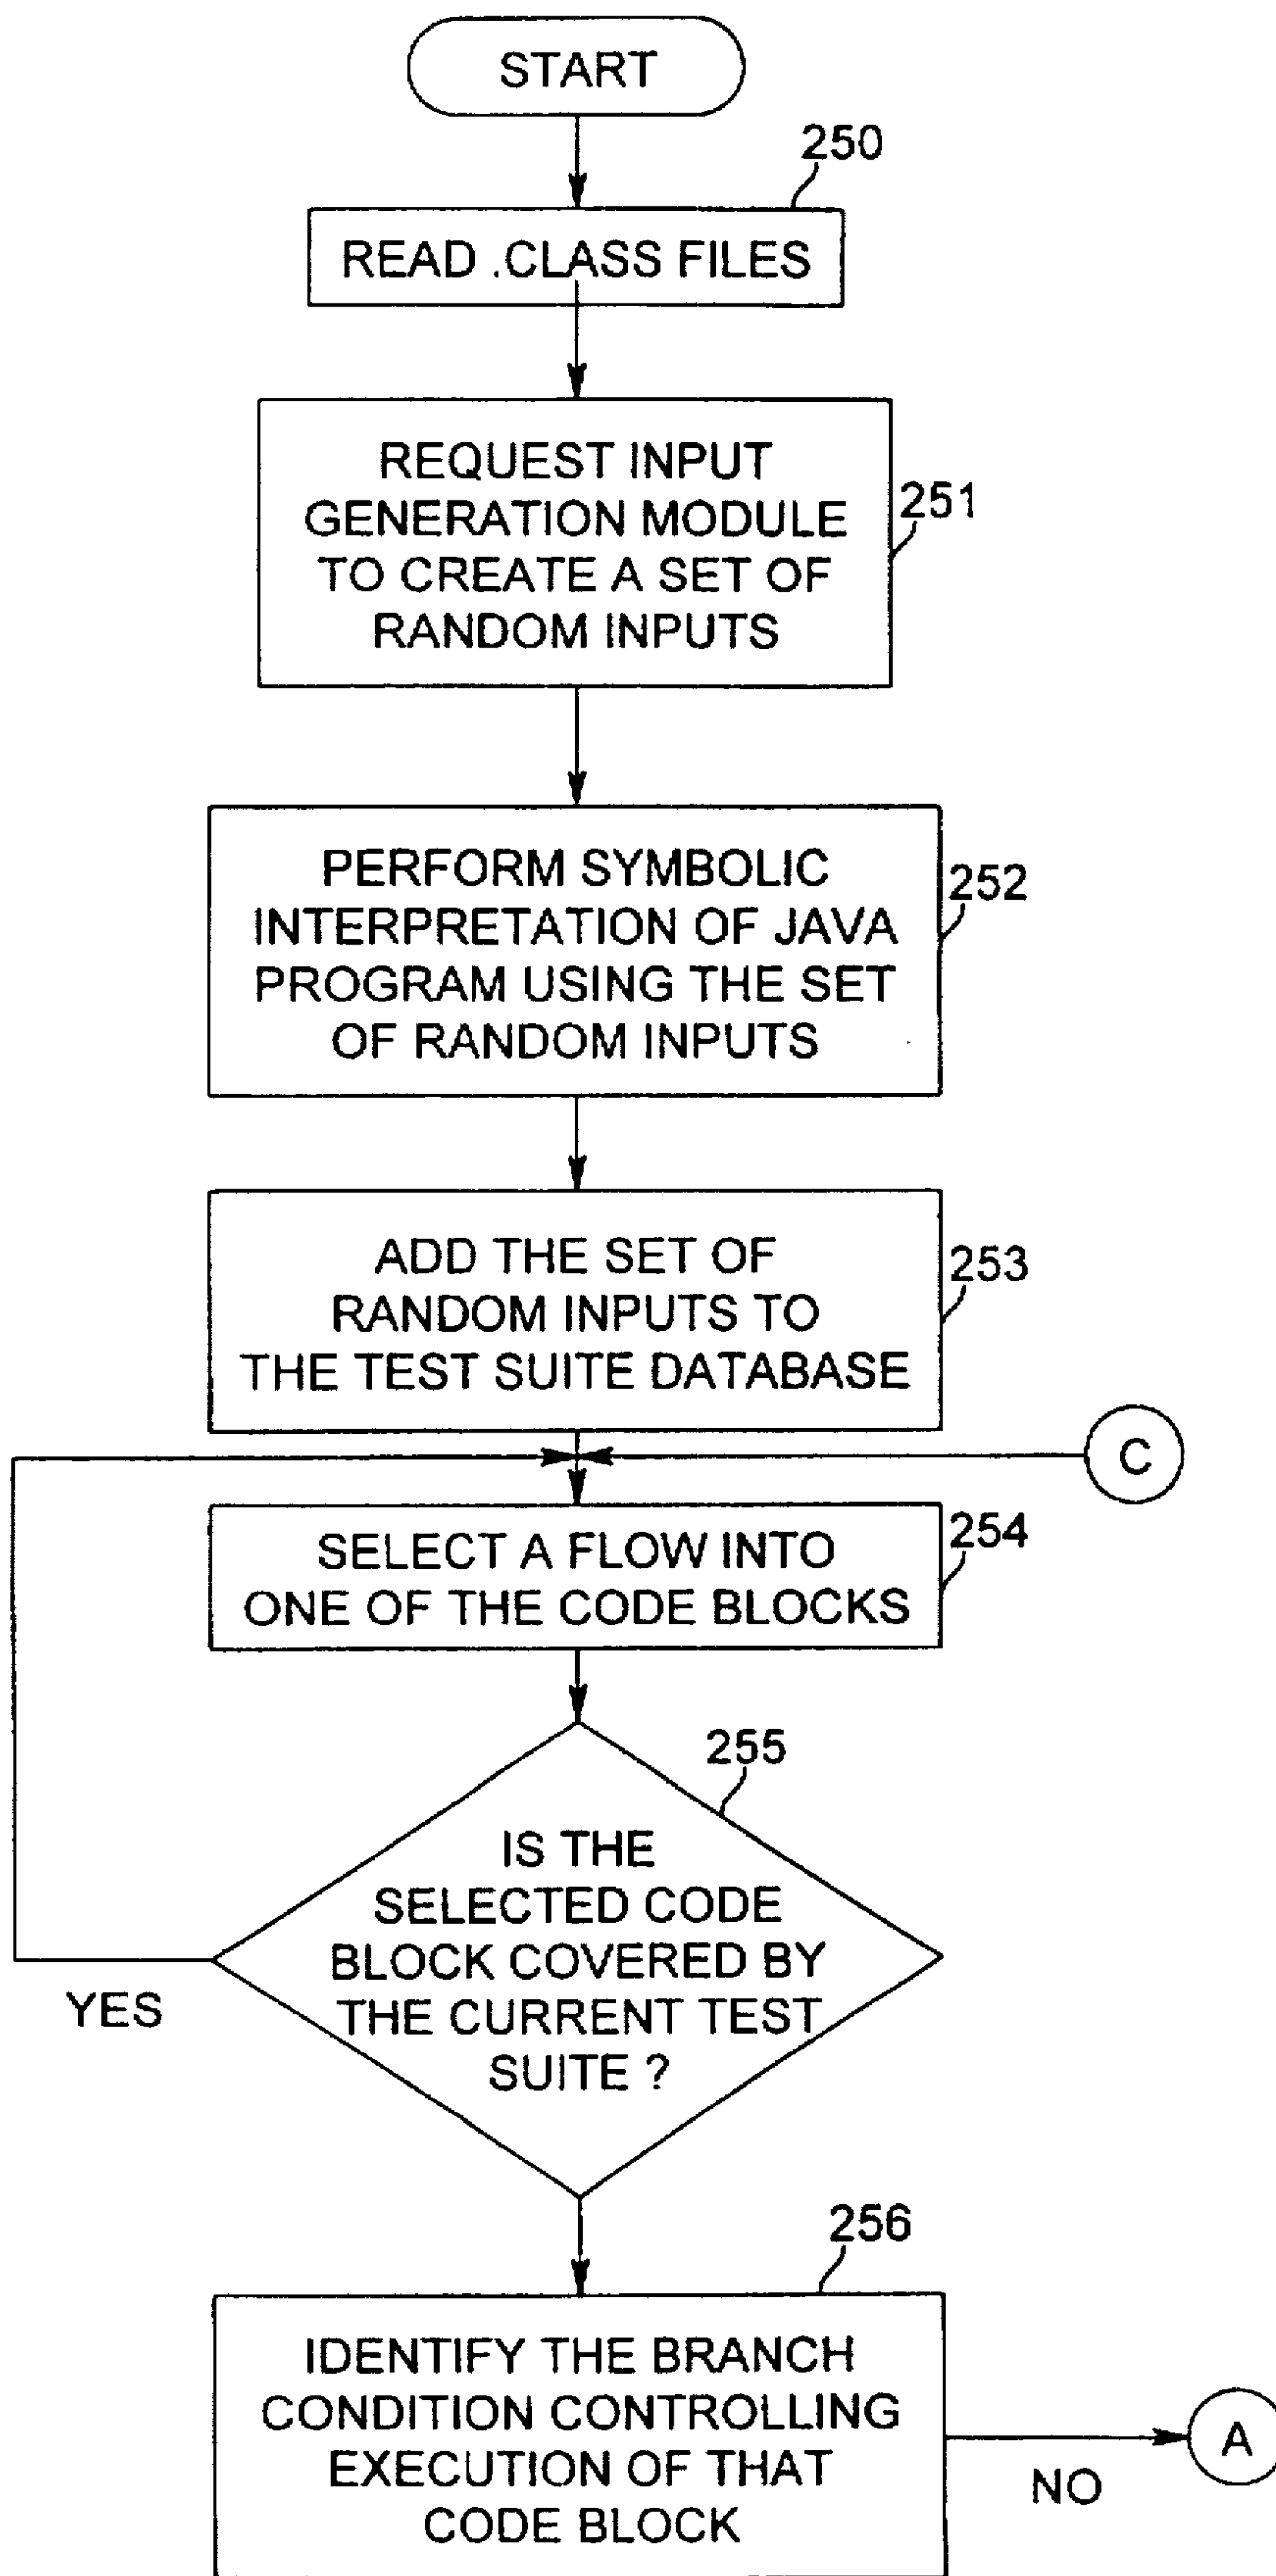 START
250
READ .CLASS FILES
REQUEST INPUT
GENERATION MODULE
TO CREATE A SET OF
RANDOM INPUTS
251
PERFORM SYMBOLIC
INTERPRETATION OF JAVA
PROGRAM USING THE SET
OF RANDOM INPUTS
252
ADD THE SET OF
RANDOM INPUTS TO
THE TEST SUITE DATABASE
253
C
SELECT A FLOW INTO
ONE OF THE CODE BLOCKS
254
255
IS THE
SELECTED CODE
BLOCK COVERED BY
THE CURRENT TEST
SUITE ?
YES
256
IDENTIFY THE BRANCH
CONDITION CONTROLLING
EXECUTION OF THAT
CODE BLOCK
NO
A